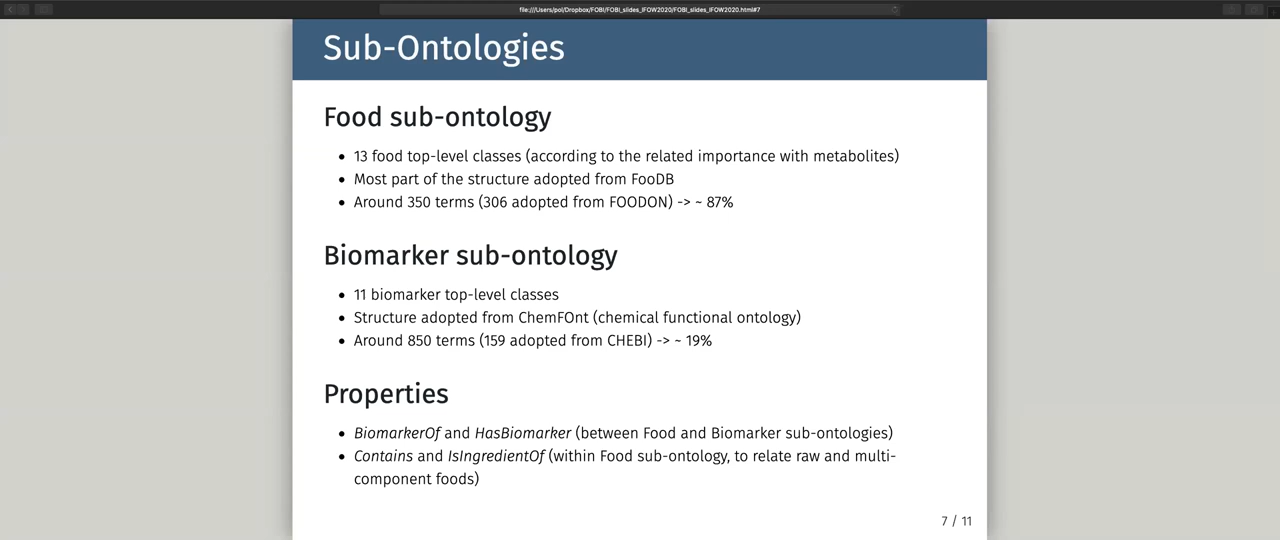 file:///Users/pol/Dropbox/FOBI/FOBI_slides_IFOW2020/FOBI_slides_IFOW2020.html#7
Sub-Ontologies
Food sub-ontology
• 13 food top-level classes (according to the related importance with metabolites)
• Most part of the structure adopted from FooDB
• Around 350 terms (306 adopted from FOODON) -> ~ 87%
Biomarker sub-ontology
• 11 biomarker top-level classes
• Structure adopted from ChemFOnt (chemical functional ontology)
• Around 850 terms (159 adopted from CHEBI) -> ~ 19%
Properties
• BiomarkerOf and HasBiomarker (between Food and Biomarker sub-ontologies)
• Contains and IsIngredientOf (within Food sub-ontology, to relate raw and multi-
component foods)
7 / 11